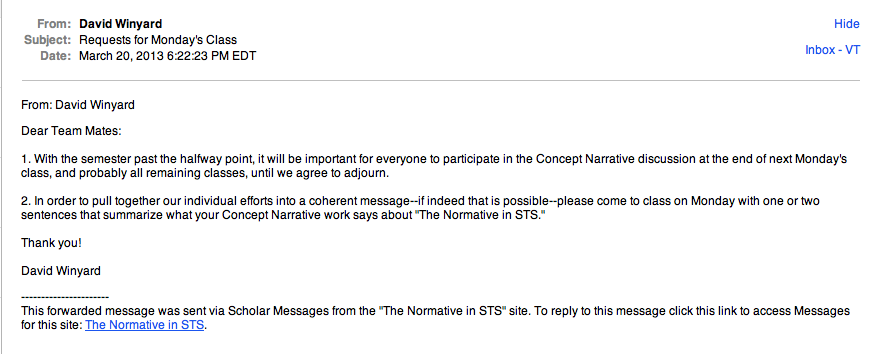 From: David Winyard Hide
Subject: Requests for Monday's Class
Date: March 20, 2013 6:22:23 PM EDT Inbox - VT
From: David Winyard
Dear Team Mates:
1. With the semester past the halfway point, it will be important for everyone to participate in the Concept Narrative discussion at the end of next Monday's
class, and probably all remaining classes, until we agree to adjourn.
2. In order to pull together our individual efforts into a coherent message--if indeed that is possible--please come to class on Monday with one or two
sentences that summarize what your Concept Narrative work says about "The Normative in STS."
Thank you!
David Winyard
----------------------
This forwarded message was sent via Scholar Messages from the "The Normative in STS" site. To reply to this message click this link to access Messages
for this site: The Normative in STS.